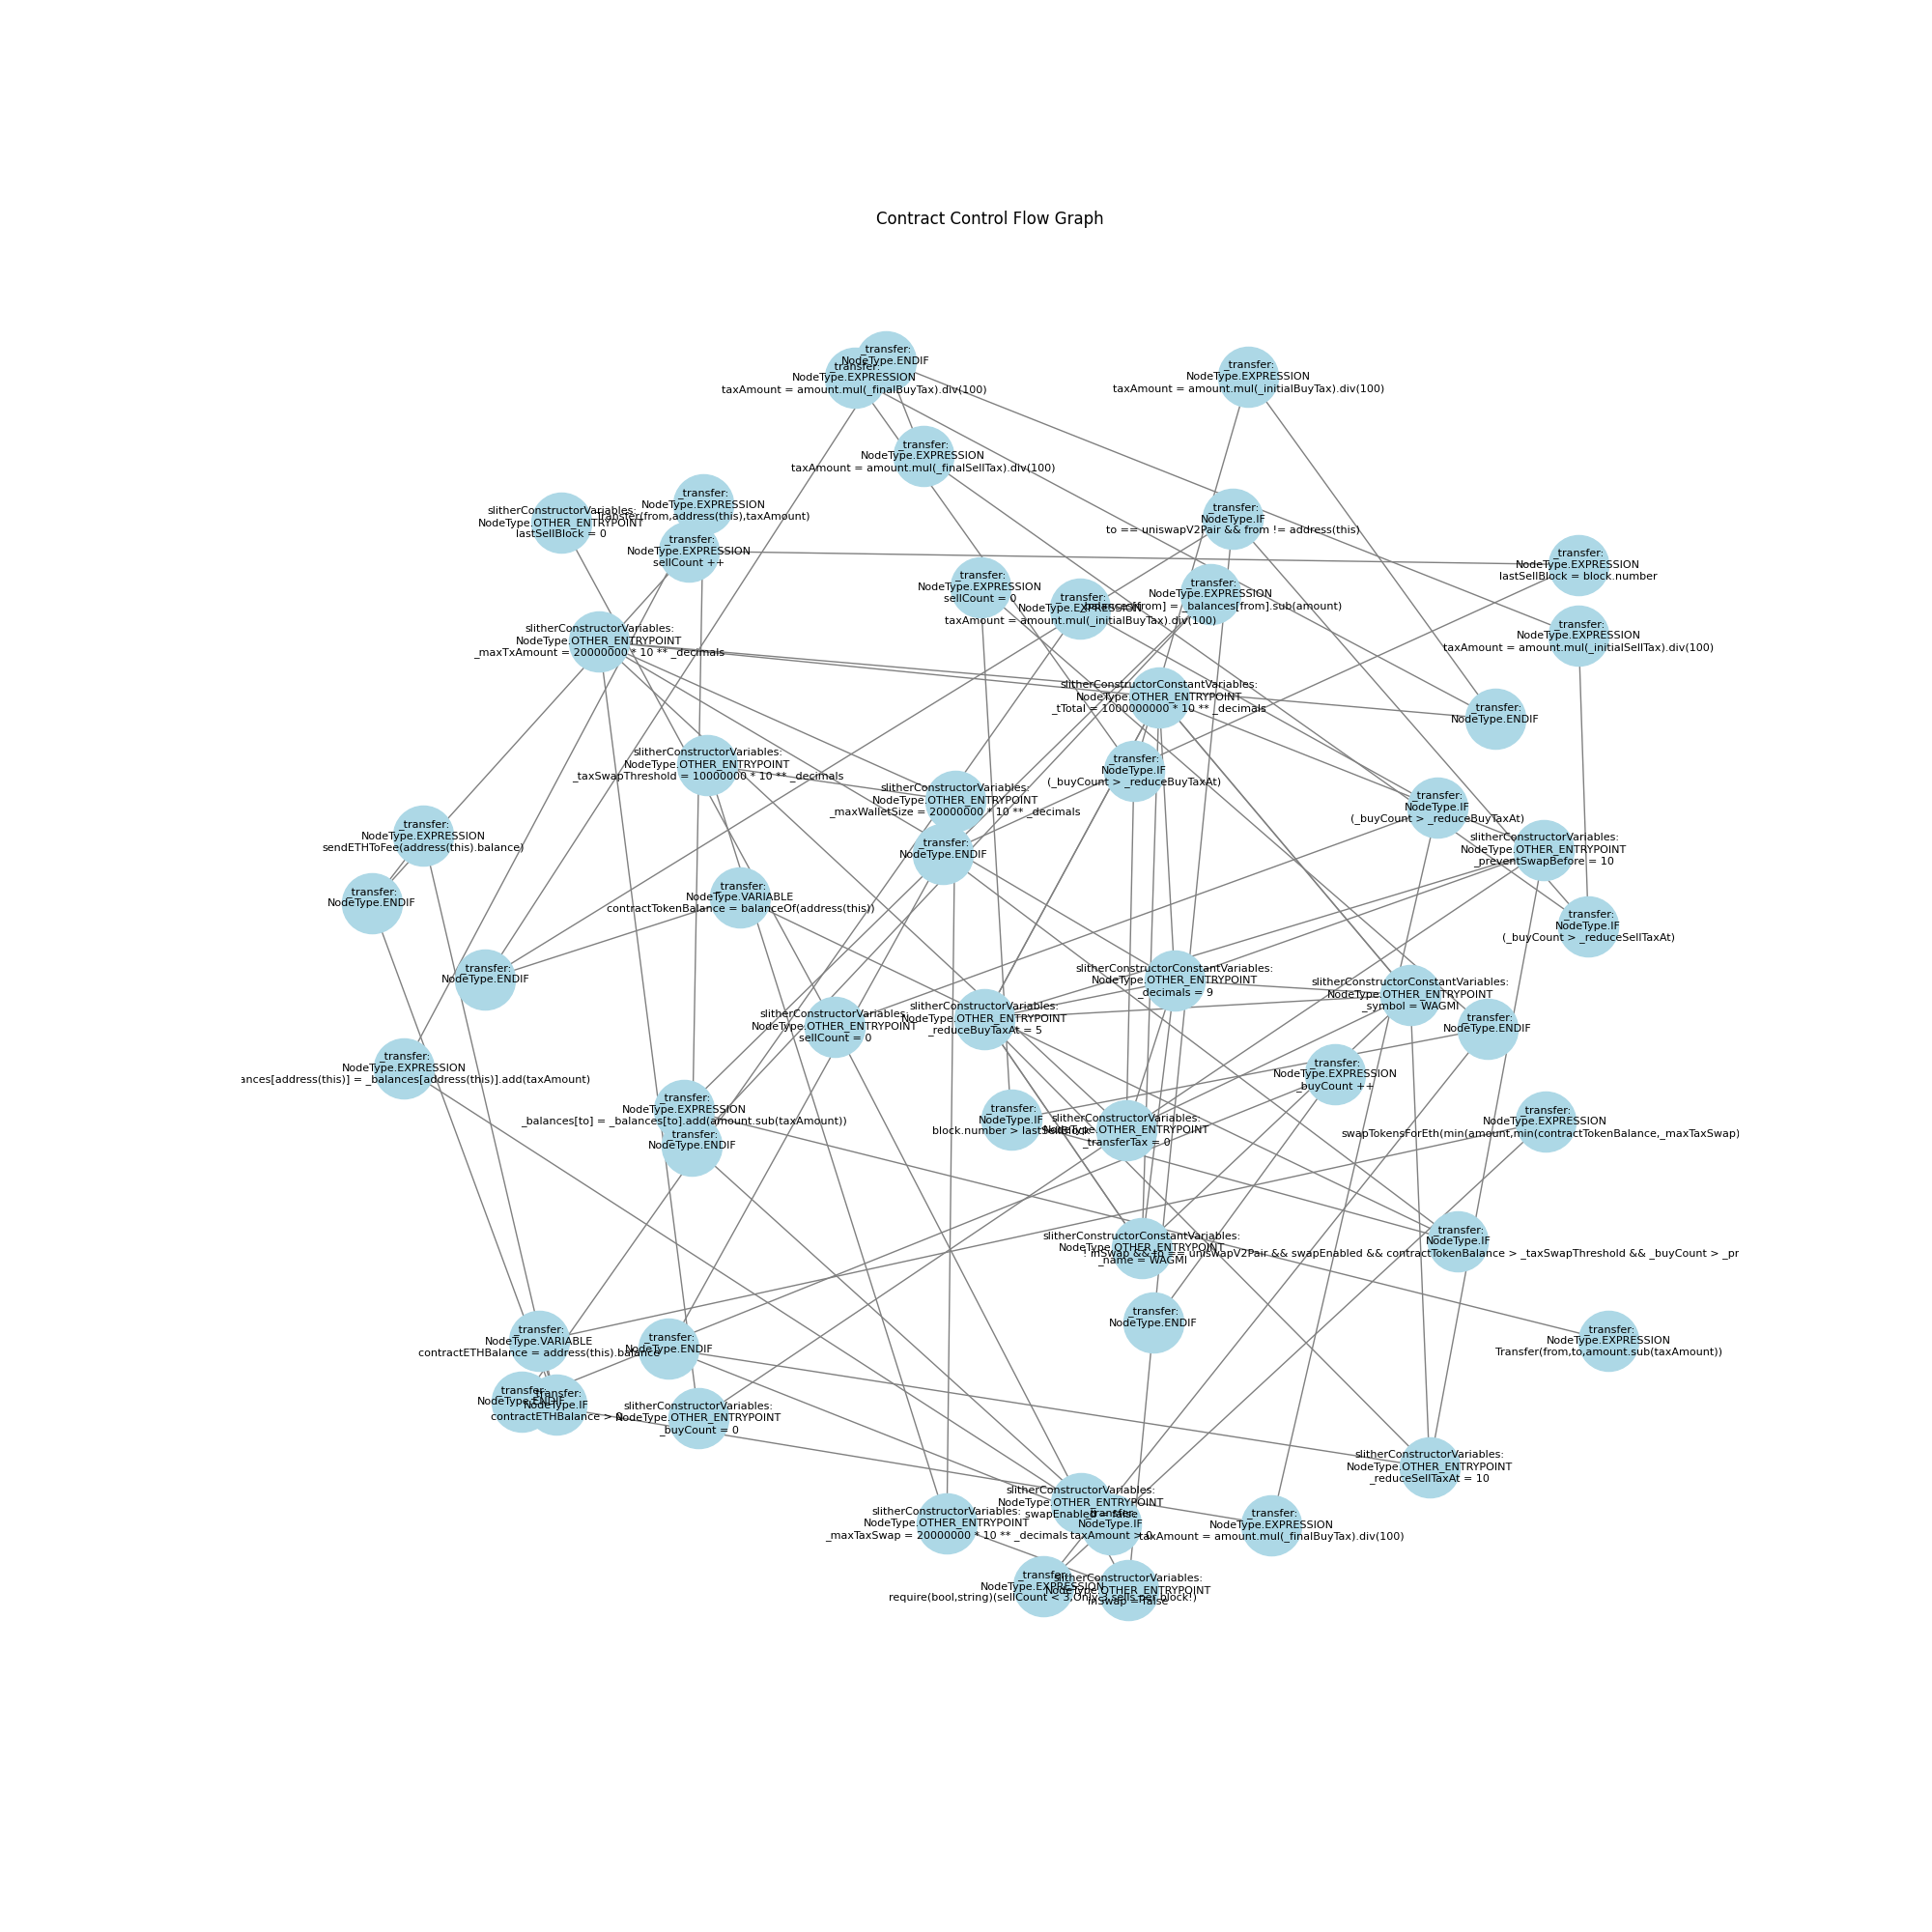 Contract Control Flow Graph
_transfer:
NodeType.ENDIF
_transfer:
NodeType.EXPRESSION
taxAmount = amount.mul(_finalBuyTax).div(100)
_transfer:
NodeType.EXPRESSION
taxAmount = amount.mul(_initialBuyTax).div(100)
_transfer:
NodeType.EXPRESSION
taxAmount = amount.mul(_finalSellTax).div(100)
_transfer:
NodeType.EXPRESSION
Transfer(from,address(this),taxAmount)
slitherConstructorVariables:
NodeType.OTHER_ENTRYPOINT
lastSellBlock = 0
_transfer:
NodeType.IF
to == uniswapV2Pair && from != address(this)
_transfer:
NodeType.EXPRESSION
sellCount ++
_transfer:
NodeType.EXPRESSION
lastSellBlock = block.number
_transfer:
NodeType.EXPRESSION
sellCount = 0
_transfer:
NodeType.EXPRESSION
_balances[from] = _balances[from].sub(amount)
_transfer:
NodeType.EXPRESSION
taxAmount = amount.mul(_initialBuyTax).div(100)
_transfer:
NodeType.EXPRESSION
taxAmount = amount.mul(_initialSellTax).div(100)
slitherConstructorVariables:
NodeType.OTHER_ENTRYPOINT
_maxTxAmount = 20000000 * 10 ** _decimals
slitherConstructorConstantVariables:
NodeType.OTHER_ENTRYPOINT
_tTotal = 1000000000 * 10 ** _decimals
_transfer:
NodeType.ENDIF
slitherConstructorVariables:
NodeType.OTHER_ENTRYPOINT
_taxSwapThreshold = 10000000 * 10 ** _decimals
_transfer:
NodeType.IF
(_buyCount > _reduceBuyTaxAt)
slitherConstructorVariables:
NodeType.OTHER_ENTRYPOINT
_maxWalletSize = 20000000 * 10 ** _decimals
_transfer:
NodeType.IF
(_buyCount > _reduceBuyTaxAt)
_transfer:
NodeType.EXPRESSION
sendETHToFee(address(this).balance)
slitherConstructorVariables:
NodeType.OTHER_ENTRYPOINT
_preventSwapBefore = 10
_transfer:
NodeType.ENDIF
_transfer:
NodeType.ENDIF
_transfer:
NodeType.VARIABLE
contractTokenBalance = balanceOf(address(this))
_transfer:
NodeType.IF
(_buyCount > _reduceSellTaxAt)
_transfer:
NodeType.ENDIF
slitherConstructorConstantVariables:
NodeType.OTHER_ENTRYPOINT
_decimals = 9
slitherConstructorConstantVariables:
NodeType.OTHER_ENTRYPOINT
_symbol = WAGMI
slitherConstructorVariables:
NodeType.OTHER_ENTRYPOINT
sellCount = 0
slitherConstructorVariables:
NodeType.OTHER_ENTRYPOINT
_reduceBuyTaxAt = 5
_transfer:
NodeType.ENDIF
_transfer:
NodeType.EXPRESSION
ances[address(this)] = _balances[address(this)].add(taxAmount)
_transfer:
NodeType.EXPRESSION
_buyCount ++
_transfer:
NodeType.EXPRESSION
_balances[to] = _balances[to].add(amount.sub(taxAmount))
_transfer:
NodeType.ENDIF
_transfer:
NodeType.IF
block.number > lastSellBlock
slitherConstructorVariables:
NodeType.OTHER_ENTRYPOINT
_transferTax = 0
_transfer:
NodeType.EXPRESSION
swapTokensForEth(min(amount,min(contractTokenBalance,_maxTaxSwap)
_transfer:
NodeType.IF
! inSwap && to == uniswapV2Pair && swapEnabled && contractTokenBalance > _taxSwapThreshold && _buyCount > _pr
slitherConstructorConstantVariables:
NodeType.OTHER_ENTRYPOINT
_name = WAGMI
_transfer:
NodeType.ENDIF
_transfer:
NodeType.VARIABLE
contractETHBalance = address(this).balance
_transfer:
NodeType.ENDIF
_transfer:
NodeType.EXPRESSION
Transfer(from,to,amount.sub(taxAmount))
_transfer:
NodeType.ENDIF
_transfer:
NodeType.IF
contractETHBalance > 0
slitherConstructorVariables:
NodeType.OTHER_ENTRYPOINT
_buyCount = 0
slitherConstructorVariables:
NodeType.OTHER_ENTRYPOINT
_reduceSellTaxAt = 10
slitherConstructorVariables:
NodeType.OTHER_ENTRYPOINT
swapEnabled = false
slitherConstructorVariables:
NodeType.OTHER_ENTRYPOINT
_maxTaxSwap = 20000000 * 10 ** _decimals
_transfer:
NodeType.IF
taxAmount > 0
_transfer:
NodeType.EXPRESSION
taxAmount = amount.mul(_finalBuyTax).div(100)
_transfer:
NodeType.EXPRESSION
require(bool,string)(sellCount < 3,Only 3 sells per block!)
slitherConstructorVariables:
NodeType.OTHER_ENTRYPOINT
inSwap = false